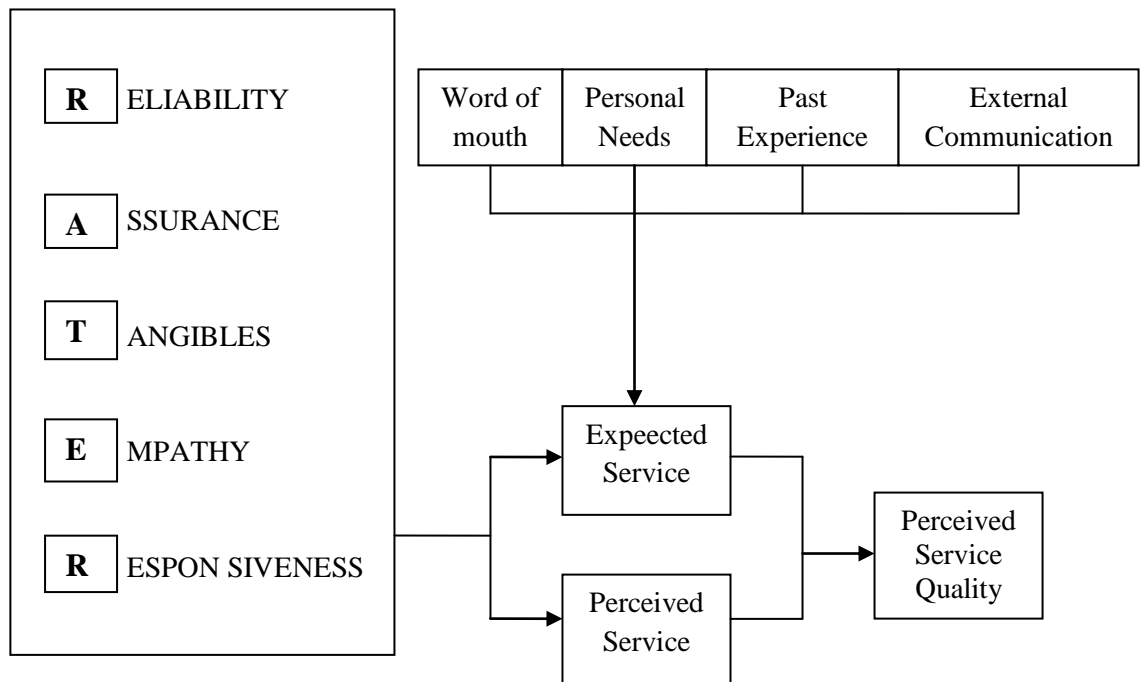 R ELIABILITY
A SSURANCE
T ANGIBLES
E MPATHY
R ESPON SIVENESS
Word of
mouth
Personal
Needs
Past
Experience
External
Communication
Expeected
Service
Perceived
Service
Perceived
Service
Quality